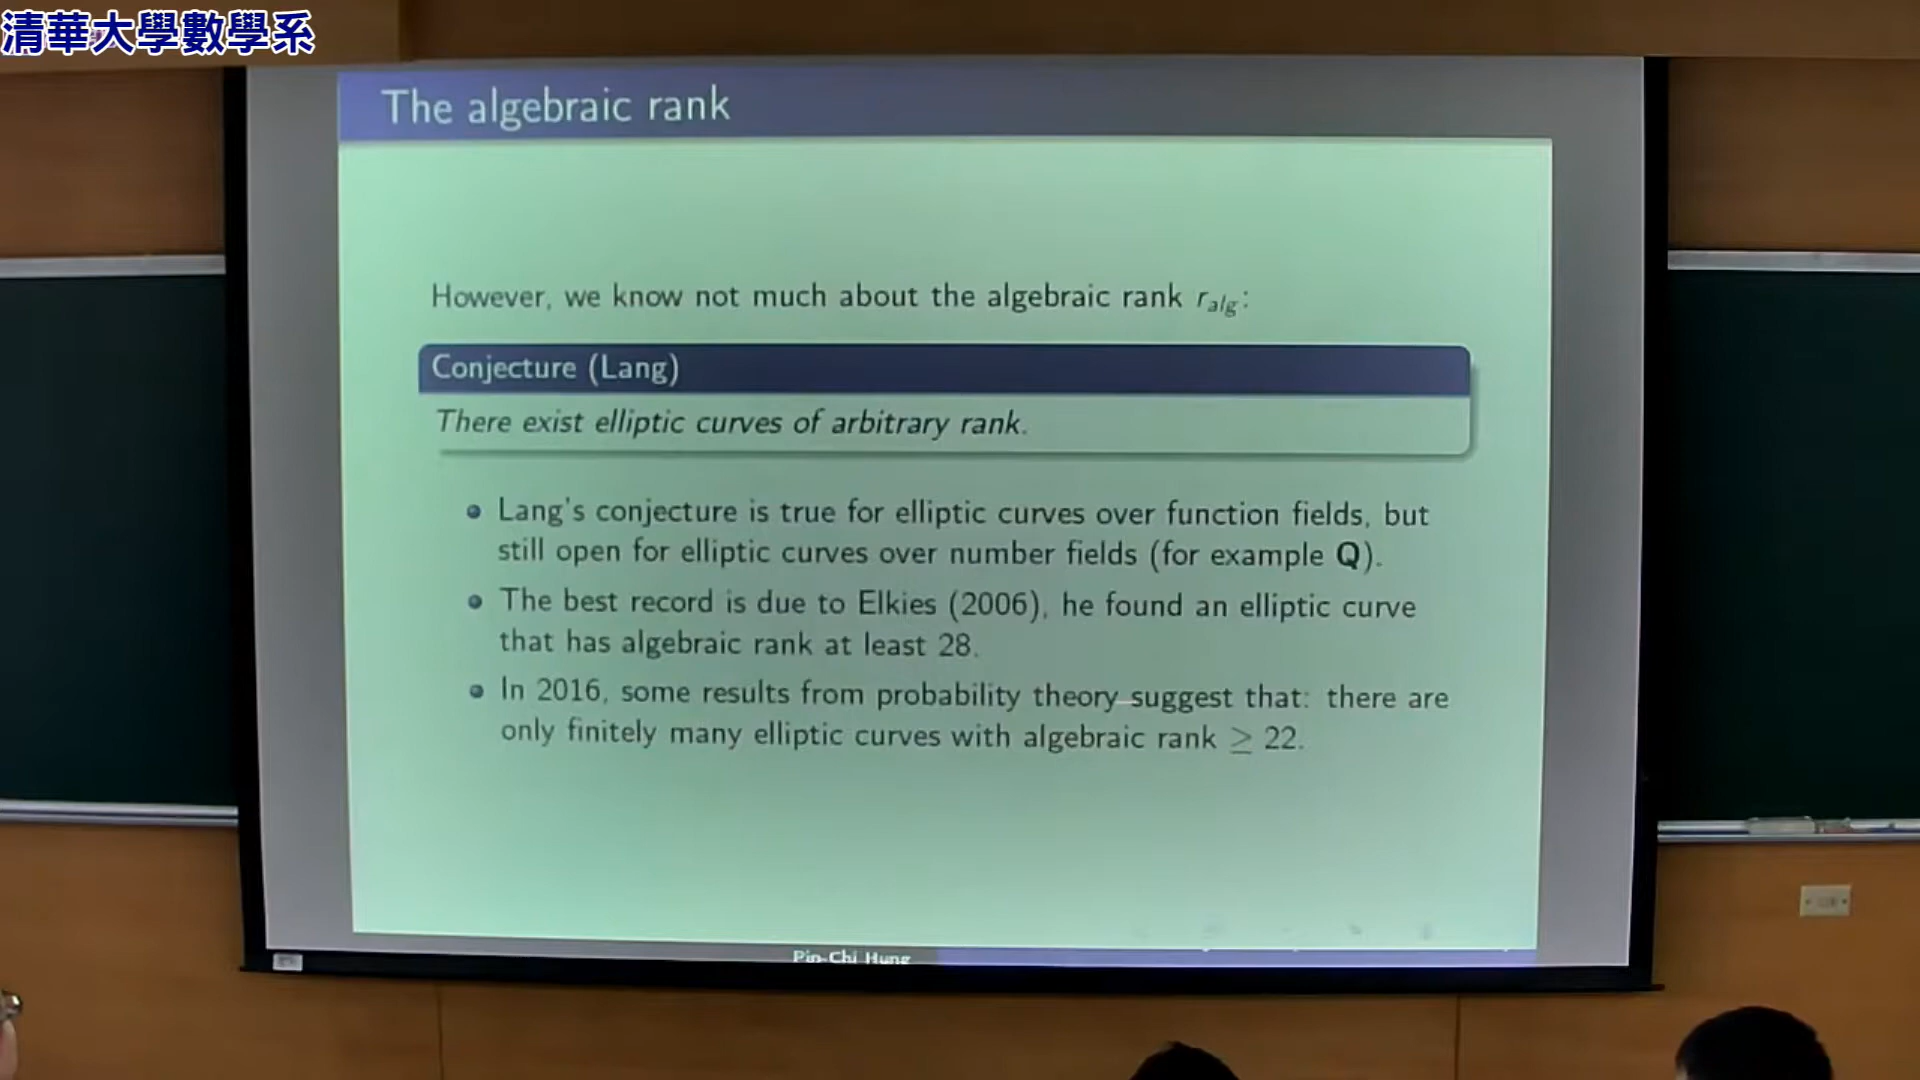 清華大學數學系
The algebraic rank
However, we know not much about the algebraic rank r_alg:
Conjecture (Lang)
There exist elliptic curves of arbitrary rank.
• Lang's conjecture is true for elliptic curves over function fields, but
still open for elliptic curves over number fields (for example Q).
• The best record is due to Elkies (2006), he found an elliptic curve
that has algebraic rank at least 28.
• In 2016, some results from probability theory suggest that: there are
only finitely many elliptic curves with algebraic rank ≥ 22.
Pin-Chi Hung